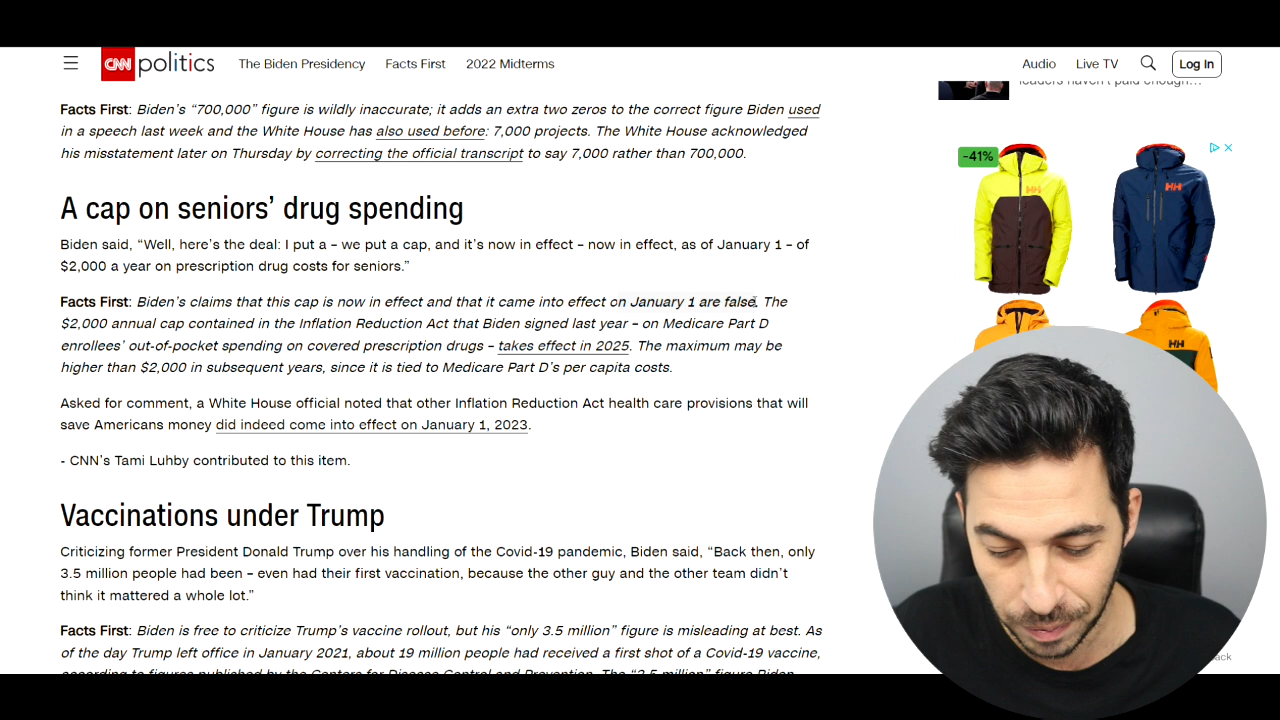 CNN politics The Biden Presidency Facts First 2022 Midterms Audio Live TV Log In
Facts First: Biden’s “700,000” figure is wildly inaccurate; it adds an extra two zeros to the correct figure Biden used
in a speech last week and the White House has also used before: 7,000 projects. The White House acknowledged
his misstatement later on Thursday by correcting the official transcript to say 7,000 rather than 700,000.
A cap on seniors’ drug spending
Biden said, “Well, here’s the deal: I put a – we put a cap, and it’s now in effect – now in effect, as of January 1 – of
$2,000 a year on prescription drug costs for seniors.”
Facts First: Biden’s claims that this cap is now in effect and that it came into effect on January 1 are false. The
$2,000 annual cap contained in the Inflation Reduction Act that Biden signed last year – on Medicare Part D
enrollees’ out-of-pocket spending on covered prescription drugs – takes effect in 2025. The maximum may be
higher than $2,000 in subsequent years, since it is tied to Medicare Part D’s per capita costs.
Asked for comment, a White House official noted that other Inflation Reduction Act health care provisions that will
save Americans money did indeed come into effect on January 1, 2023.
- CNN’s Tami Luhby contributed to this item.
Vaccinations under Trump
Criticizing former President Donald Trump over his handling of the Covid-19 pandemic, Biden said, “Back then, only
3.5 million people had been – even had their first vaccination, because the other guy and the other team didn’t
think it mattered a whole lot.”
Facts First: Biden is free to criticize Trump’s vaccine rollout, but his “only 3.5 million” figure is misleading at best. As
of the day Trump left office in January 2021, about 19 million people had received a first shot of a Covid-19 vaccine,
according to figures published by the Centers for Disease Control and Prevention. The “3.5 million” figure Biden
leaders haven’t paid enough...
-41%
HH
HH
HH
HH